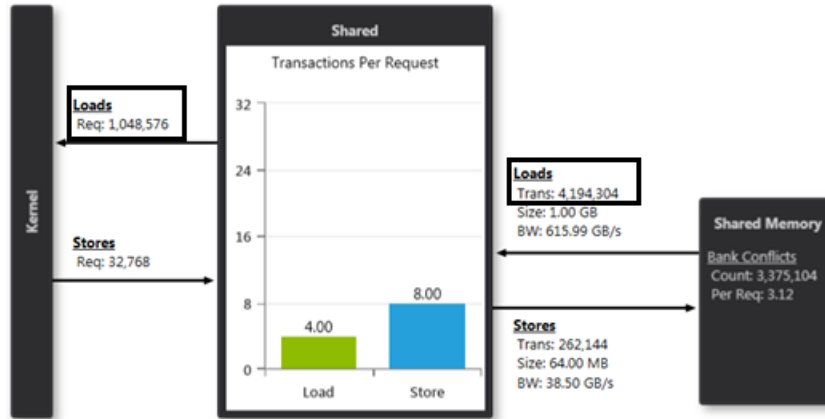 Kernel
Loads
Req: 1,048,576
Stores
Req: 32,768
Shared
Transactions Per Request
32
24
16
8
0
4.00
8.00
Load
Store
Loads
Trans: 4,194,304
Size: 1.00 GB
BW: 615.99 GB/s
Stores
Trans: 262,144
Size: 64.00 MB
BW: 38.50 GB/s
Shared Memory
Bank Conflicts
Count: 3,375,104
Per Req: 3.12